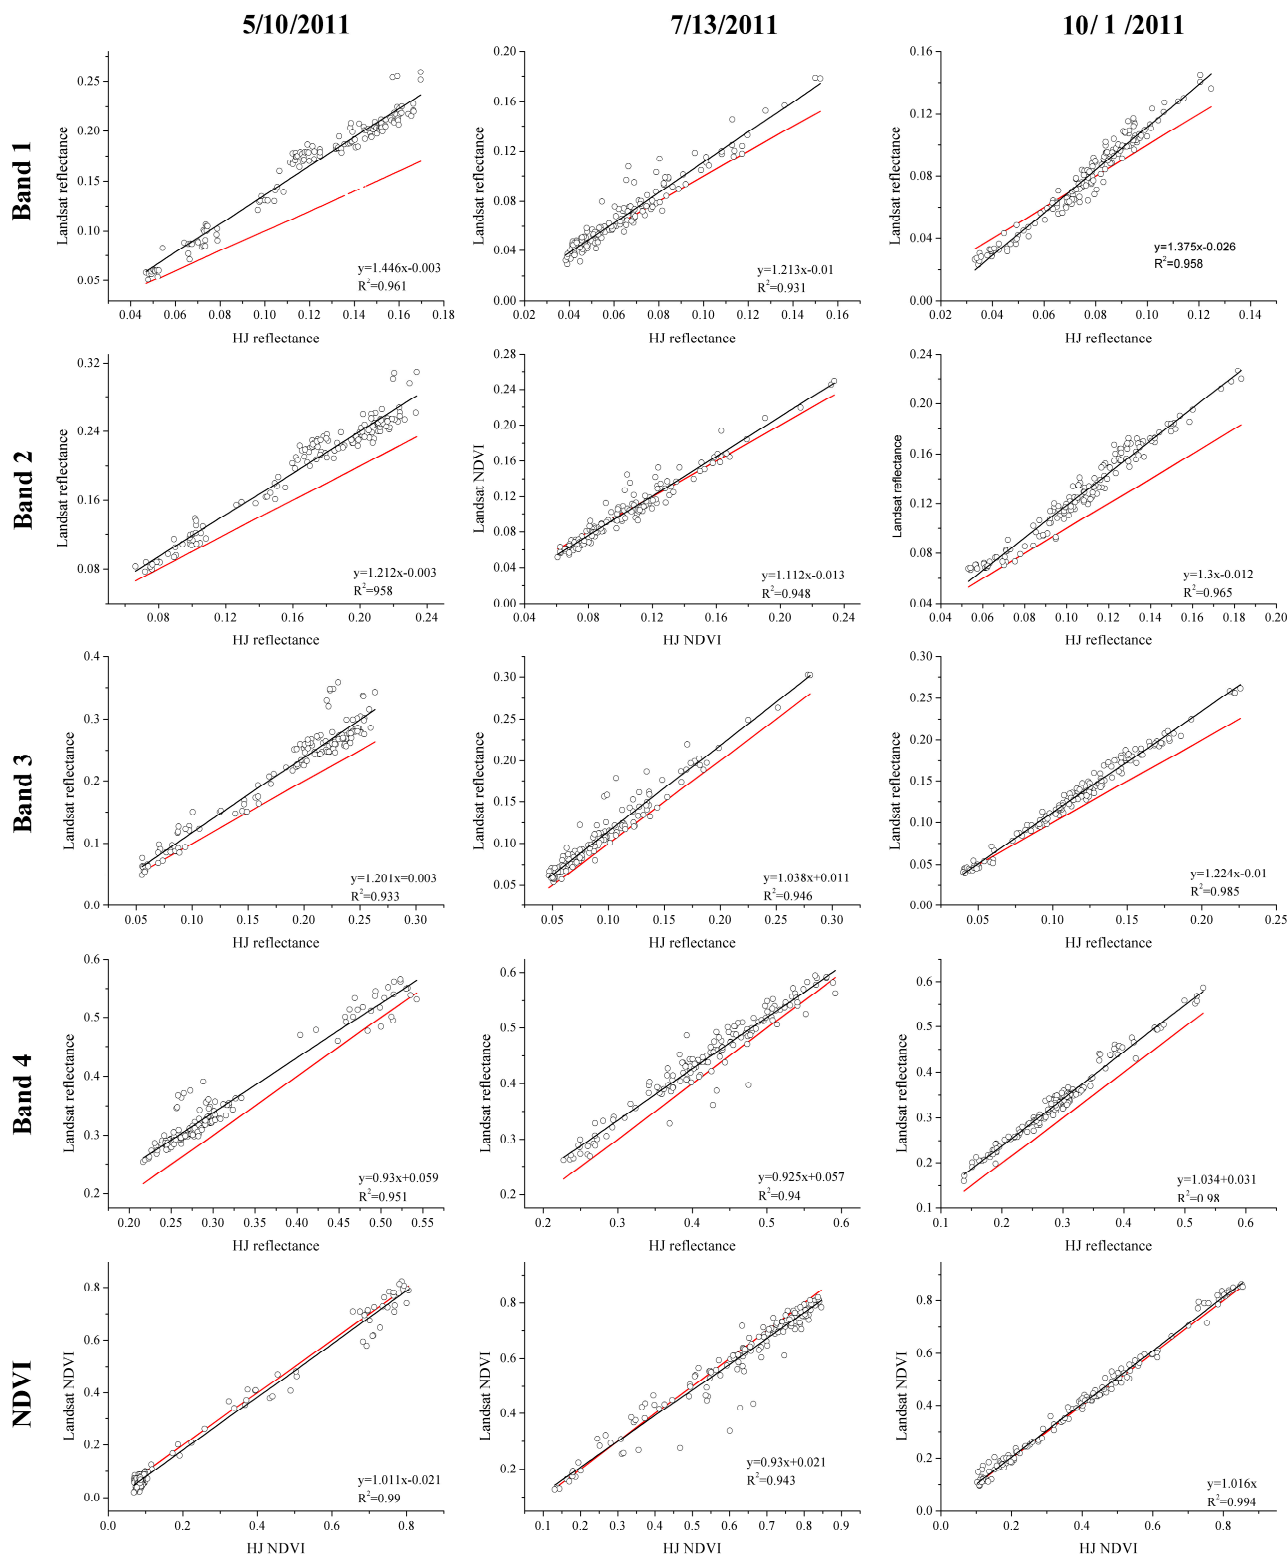 5/10/2011 7/13/2011 10/ 1 /2011
Band 1
Landsat reflectance
0.25
0.20
0.15
0.10
0.05
y=1.446x-0.003
R²=0.961
0.04 0.06 0.08 0.10 0.12 0.14 0.16 0.18
HJ reflectance
Landsat reflectance
0.20
0.16
0.12
0.08
0.04
0.00
y=1.213x-0.01
R²=0.931
0.02 0.04 0.06 0.08 0.10 0.12 0.14 0.16
HJ reflectance
Landsat reflectance
0.16
0.12
0.08
0.04
0.00
y=1.375x-0.026
R²=0.958
0.02 0.04 0.06 0.08 0.10 0.12 0.14
HJ reflectance
Band 2
Landsat reflectance
0.32
0.24
0.16
0.08
y=1.212x-0.003
R²=958
0.08 0.12 0.16 0.20 0.24
HJ reflectance
Landsat NDVI
0.28
0.24
0.20
0.16
0.12
0.08
0.04
0.00
y=1.112x-0.013
R²=0.948
0.04 0.08 0.12 0.16 0.20 0.24
HJ NDVI
Landsat reflectance
0.24
0.20
0.16
0.12
0.08
0.04
y=1.3x-0.012
R²=0.965
0.04 0.06 0.08 0.10 0.12 0.14 0.16 0.18 0.20
HJ reflectance
Band 3
Landsat reflectance
0.4
0.3
0.2
0.1
0.0
y=1.201x=0.003
R²=0.933
0.05 0.10 0.15 0.20 0.25 0.30
HJ reflectance
Landsat reflectance
0.30
0.25
0.20
0.15
0.10
0.05
y=1.038x+0.011
R²=0.946
0.05 0.10 0.15 0.20 0.25 0.30
HJ reflectance
Landsat reflectance
0.30
0.25
0.20
0.15
0.10
0.05
0.00
y=1.224x-0.01
R²=0.985
0.05 0.10 0.15 0.20 0.25
HJ reflectance
Band 4
Landsat reflectance
0.6
0.5
0.4
0.3
0.2
y=0.93x+0.059
R²=0.951
0.20 0.25 0.30 0.35 0.40 0.45 0.50 0.55
HJ reflectance
Landsat reflectance
0.6
0.5
0.4
0.3
0.2
y=0.925x+0.057
R²=0.94
0.2 0.3 0.4 0.5 0.6
HJ reflectance
Landsat reflectance
0.6
0.5
0.4
0.3
0.2
0.1
y=1.034+0.031
R²=0.98
0.1 0.2 0.3 0.4 0.5 0.6
HJ reflectance
NDVI
Landsat NDVI
0.8
0.6
0.4
0.2
0.0
y=1.011x-0.021
R²=0.99
0.0 0.2 0.4 0.6 0.8
HJ NDVI
Landsat NDVI
0.8
0.6
0.4
0.2
y=0.93x+0.021
R²=0.943
0.1 0.2 0.3 0.4 0.5 0.6 0.7 0.8 0.9
HJ NDVI
Landsat NDVI
0.8
0.6
0.4
0.2
0.0
y=1.016x
R²=0.994
0.0 0.2 0.4 0.6 0.8
HJ NDVI